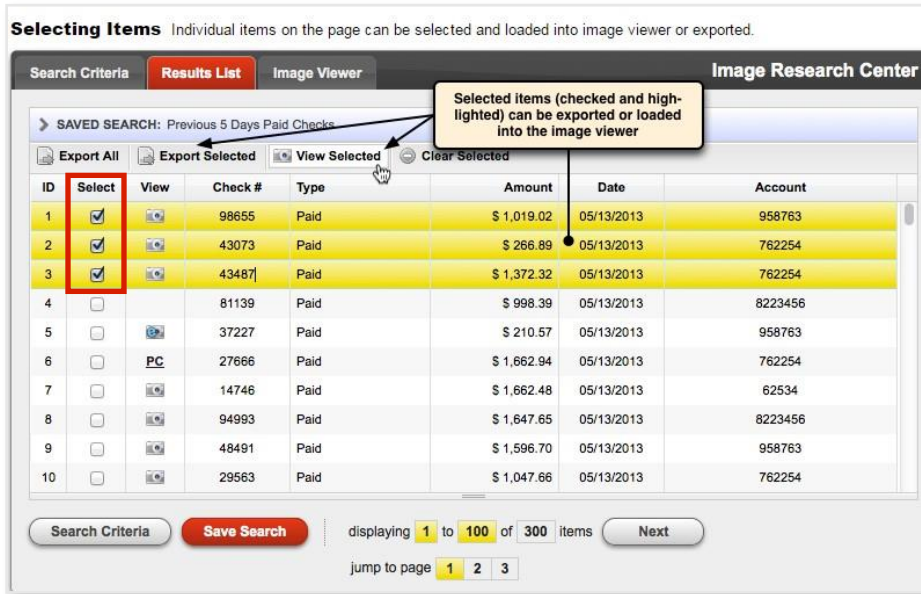 Selecting Items Individual items on the page can be selected and loaded into image viewer or exported.
Search Criteria Results List Image Viewer Image Research Center
Selected items (checked and high-
lighted) can be exported or loaded
into the image viewer
SAVED SEARCH: Previous 5 Days Paid Checks
Export All Export Selected View Selected Clear Selected
ID Select View Check # Type Amount Date Account
1 98655 Paid $ 1,019.02 05/13/2013 958763
2 43073 Paid $ 266.89 05/13/2013 762254
3 43487 Paid $ 1,372.32 05/13/2013 762254
4 81139 Paid $ 998.39 05/13/2013 8223456
5 37227 Paid $ 210.57 05/13/2013 958763
6 PC 27666 Paid $ 1,662.94 05/13/2013 762254
7 14746 Paid $ 1,662.48 05/13/2013 62534
8 94993 Paid $ 1,647.65 05/13/2013 8223456
9 48491 Paid $ 1,596.70 05/13/2013 958763
10 29563 Paid $ 1,047.66 05/13/2013 762254
Search Criteria Save Search displaying 1 to 100 of 300 items Next
jump to page 1 2 3